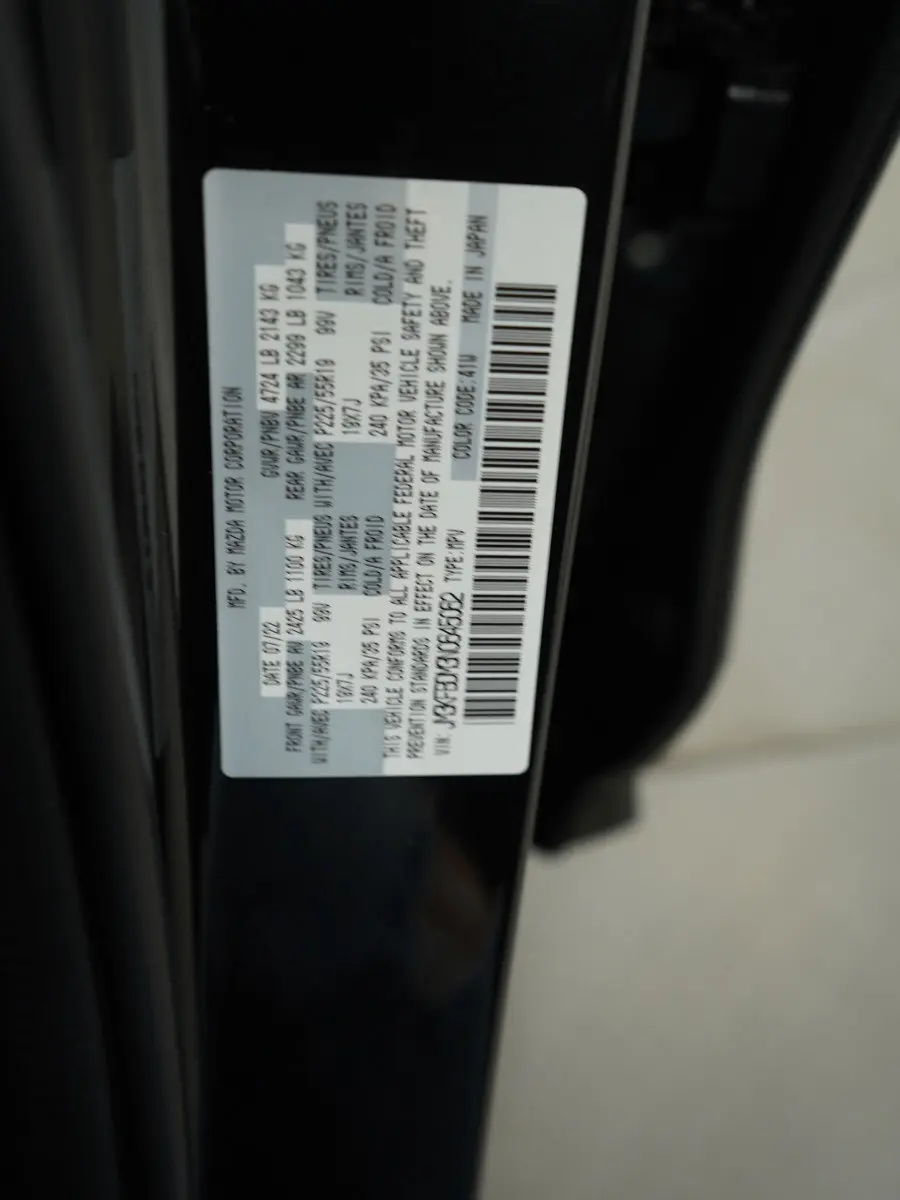 MFD. BY MAZDA MOTOR CORPORATION
DATE 07/22 GVWR/PNBV 4724 LB 2143 KG
FRONT GAWR/PNBE AV 2425 LB 1100 KG REAR GAWR/PNBE AR 2299 LB 1043 KG
WITH/AVEC P225/55R19 99V TIRES/PNEUS WITH/AVEC P225/55R19 99V TIRES/PNEUS
19X7J RIMS/JANTES 19X7J RIMS/JANTES
240 KPA/35 PSI COLD/A FROID 240 KPA/35 PSI COLD/A FROID
THIS VEHICLE CONFORMS TO ALL APPLICABLE FEDERAL MOTOR VEHICLE SAFETY AND THEFT
PREVENTION STANDARDS IN EFFECT ON THE DATE OF MANUFACTURE SHOWN ABOVE.
VIN: TYPE:MPV COLOR CODE:41W MADE IN JAPAN